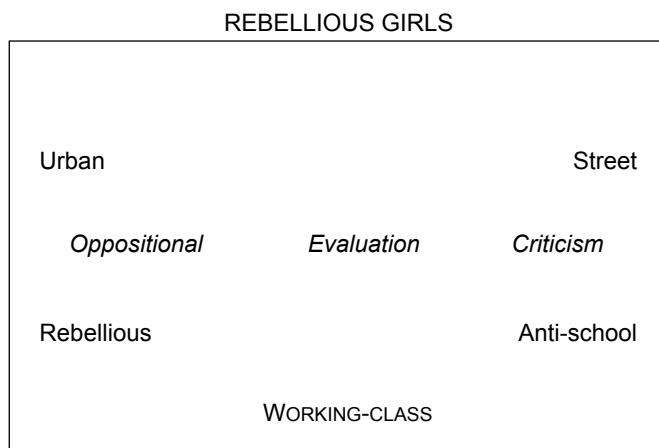 REBELLIOUS GIRLS
Urban Street
Oppositional Evaluation Criticism
Rebellious Anti-school
WORKING-CLASS